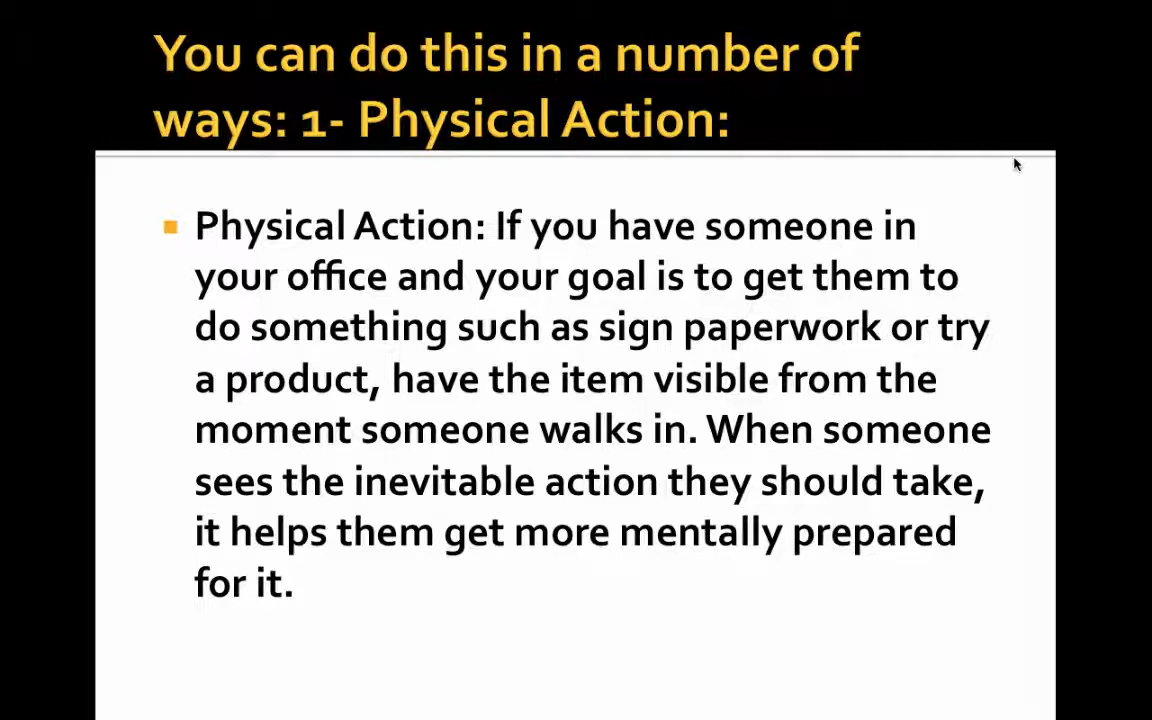 You can do this in a number of
ways: 1- Physical Action:
Physical Action: If you have someone in
your office and your goal is to get them to
do something such as sign paperwork or try
a product, have the item visible from the
moment someone walks in. When someone
sees the inevitable action they should take,
it helps them get more mentally prepared
for it.